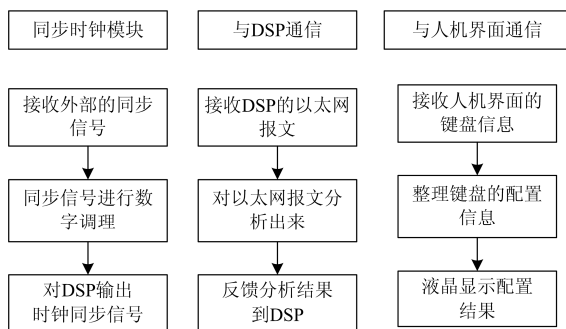 同步时钟模块
与DSP通信
与人机界面通信
接收外部的同步
信号
同步信号进行数
字调理
对DSP输出
时钟同步信号
接收DSP的以太网
报文
对以太网报文分
析出来
反馈分析结果
到DSP
接收人机界面的
键盘信息
整理键盘的配置
信息
液晶显示配置
结果